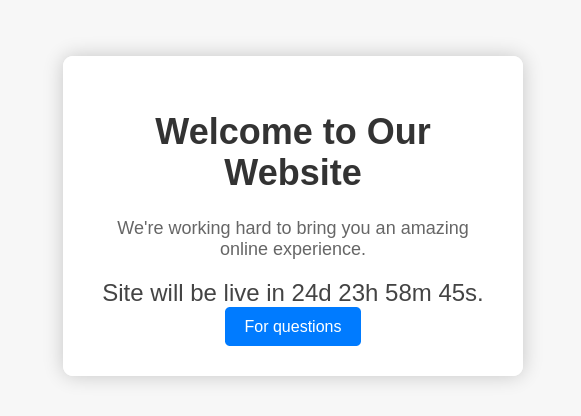 Welcome to Our
Website
We're working hard to bring you an amazing
online experience.
Site will be live in 24d 23h 58m 45s.
For questions